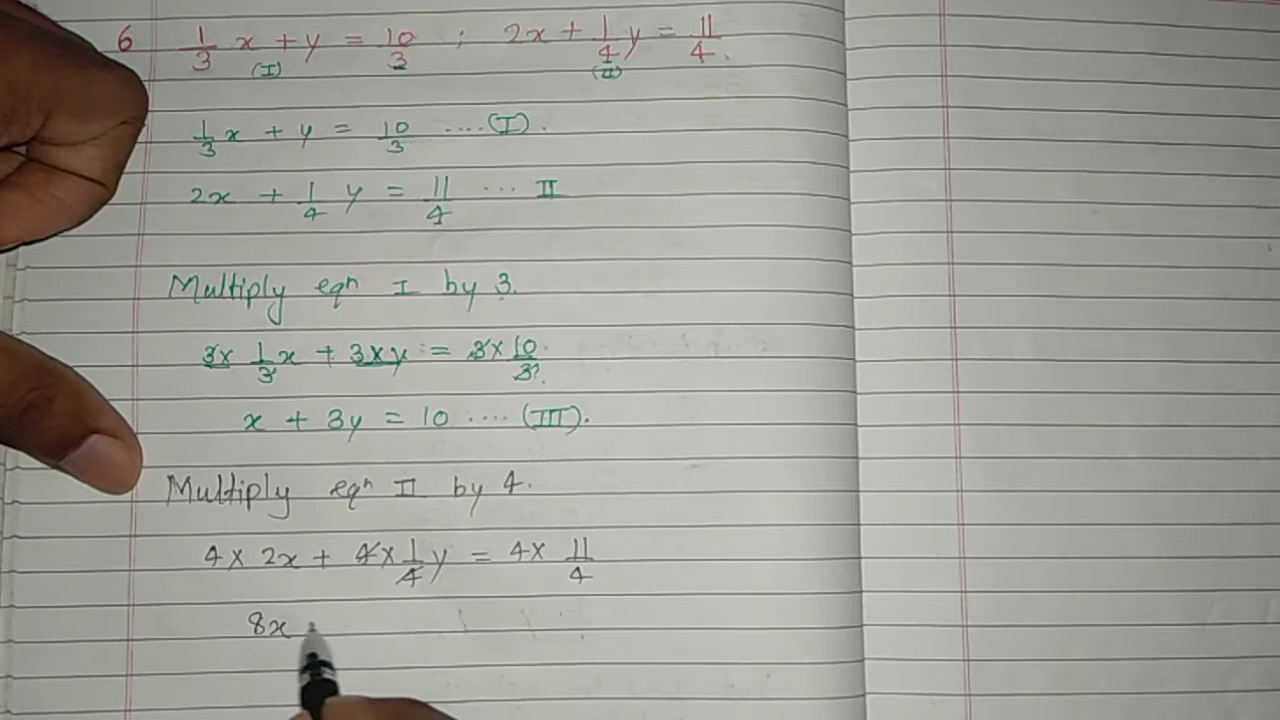 6 1/3 x + y = 10/3 ; 2x + 1/4 y = 11/4.
(I) (II)
1/3 x + y = 10/3 ....(I).
2x + 1/4 y = 11/4 ... II
Multiply eqn I by 3.
3x 1/3 x + 3xy = 3x 10/3.
x + 3y = 10 .... (III).
Multiply eqn II by 4.
4 x 2x + 4x 1/4 y = 4x 11/4
8x